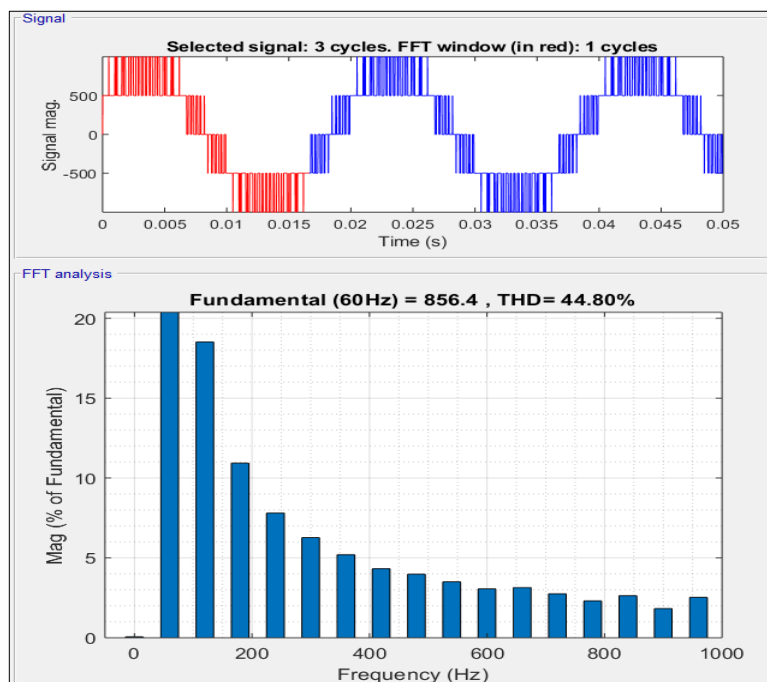 Signal
Selected signal: 3 cycles. FFT window (in red): 1 cycles
Signal mag.
500
0
-500
0 0.005 0.01 0.015 0.02 0.025 0.03 0.035 0.04 0.045 0.05
Time (s)
FFT analysis
Fundamental (60Hz) = 856.4 , THD= 44.80%
Mag (% of Fundamental)
20
15
10
5
0
0 200 400 600 800 1000
Frequency (Hz)